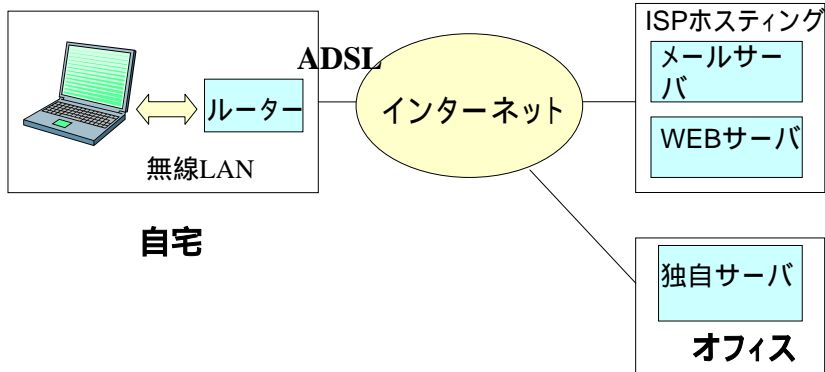 ISPホスティング
メールサー
バ
WEBサーバ
ADSL
ルーター
インターネット
無線LAN
自宅
独自サーバ
オフィス